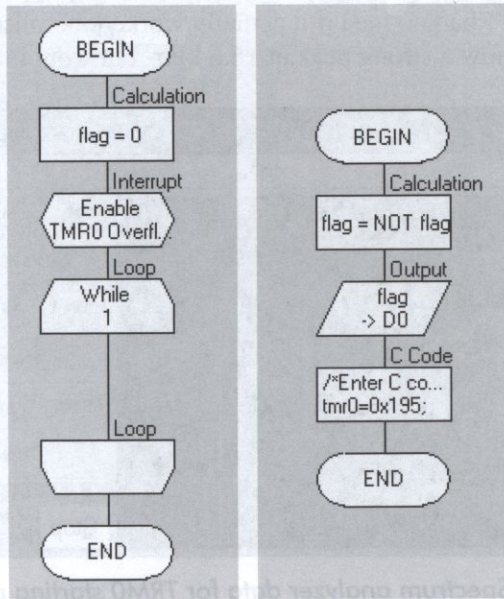 BEGIN
Calculation
flag = 0
Interrupt
Enable
TMR0 Overfl...
Loop
While
1
Loop
END
BEGIN
Calculation
flag = NOT flag
Output
flag
-> D0
C Code
/*Enter C co...
tmr0=0x195;
END